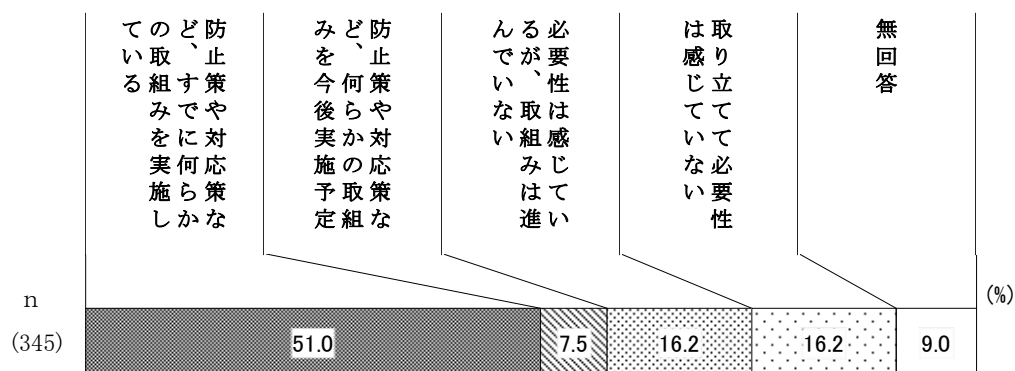 防止策や対応策な
ど、すでに何らか
の取組みを実施し
ている
防止策や対応策な
ど、何らかの取組
みを今後実施予定
必要性は感じてい
るが、取組みは進
んでいない
取り立てて必要性
は感じていない
無回答
(%)
n
(345)
51.0
7.5
16.2
16.2
9.0